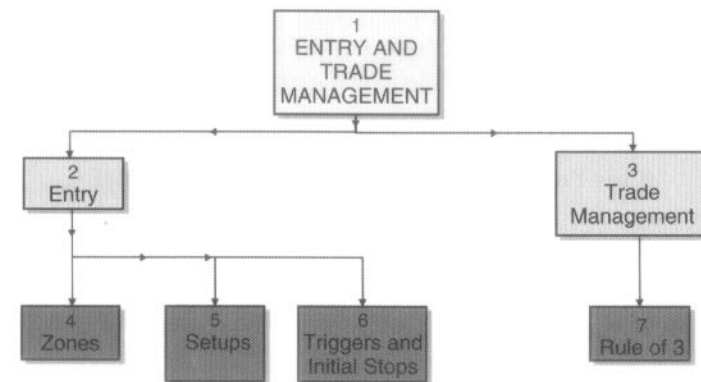 1
ENTRY AND
TRADE
MANAGEMENT
2
Entry
3
Trade
Management
4
Zones
5
Setups
6
Triggers and
Initial Stops
7
Rule of 3